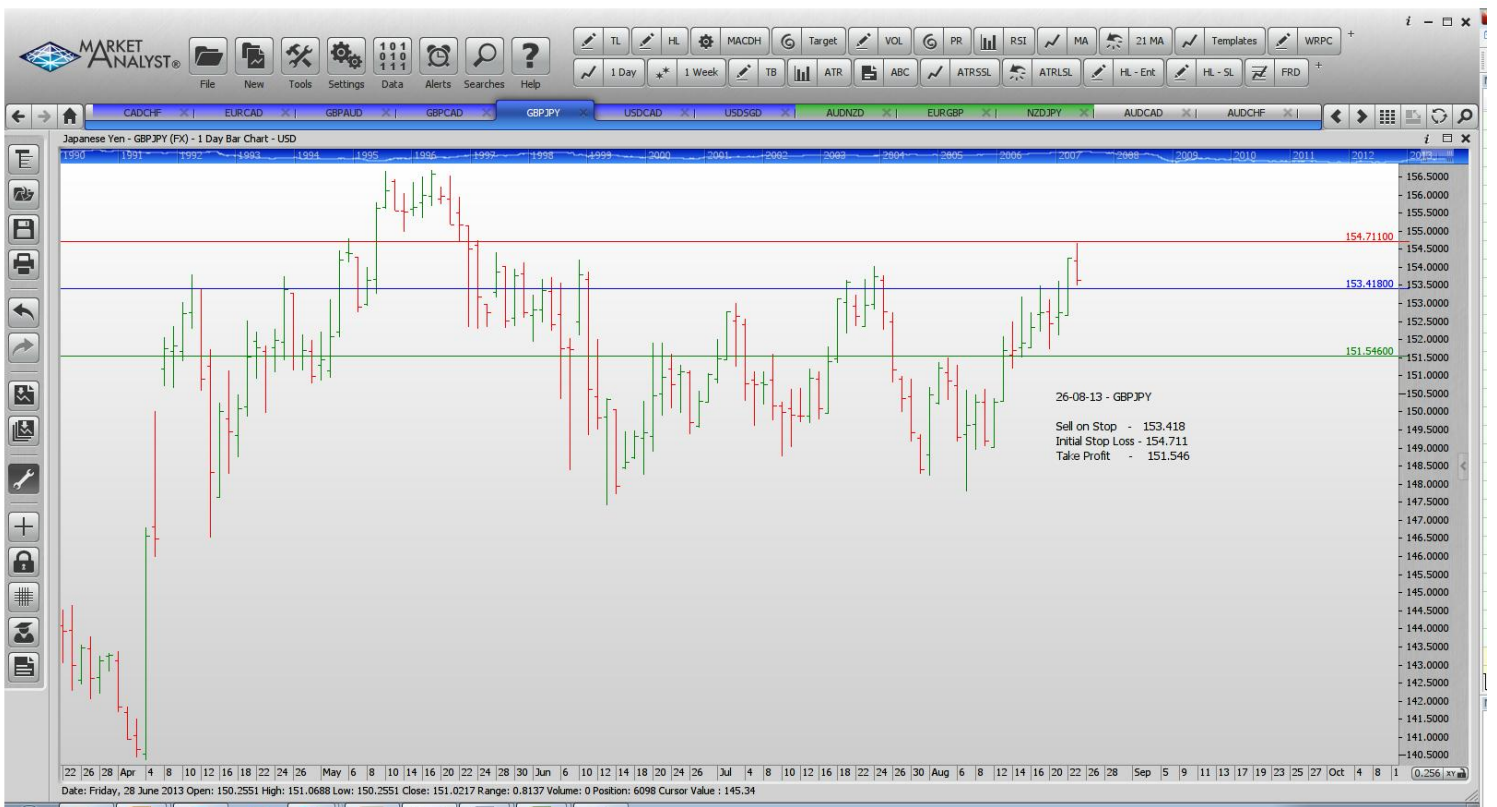 MARKET
ANALYST®
File New Tools Settings Data Alerts Searches Help
101
010
111
TL HL MACDH Target VOL PR RSI MA 21 MA Templates WRPC +
1 Day 1 Week TB ATR ABC ATRSSL ATRLSL HL - Ent HL - SL FRD +
CADCHF EURCAD GBPAUD GBPCAD GBPJPY USDCAD USDSGD AUDNZD EURGBP NZDJPY AUDCAD AUDCHF
Japanese Yen - GBPJPY (FX) - 1 Day Bar Chart - USD
1990 1991 1992 1993 1994 1995 1996 1997 1998 1999 2000 2001 2002 2003 2004 2005 2006 2007 2008 2009 2010 2011 2012 2013
156.5000
156.0000
155.5000
155.0000
154.71100
154.5000
154.0000
153.41800
153.5000
153.0000
152.5000
152.0000
151.54600
151.5000
151.0000
150.5000
150.0000
149.5000
149.0000
148.5000
148.0000
147.5000
147.0000
146.5000
146.0000
145.5000
145.0000
144.5000
144.0000
143.5000
143.0000
142.5000
142.0000
141.5000
141.0000
140.5000
26-08-13 - GBPJPY
Sell on Stop - 153.418
Initial Stop Loss - 154.711
Take Profit - 151.546
22 26 28 Apr 4 8 10 12 16 18 22 24 26 May 6 8 10 14 16 20 22 24 28 30 Jun 6 10 12 14 18 20 24 26 Jul 4 8 10 12 16 18 22 24 26 30 Aug 6 8 12 14 16 20 22 26 28 Sep 5 9 11 13 17 19 23 25 27 Oct 4 8 1 0.256 XY
Date: Friday, 28 June 2013 Open: 150.2551 High: 151.0688 Low: 150.2551 Close: 151.0217 Range: 0.8137 Volume: 0 Position: 6098 Cursor Value : 145.34